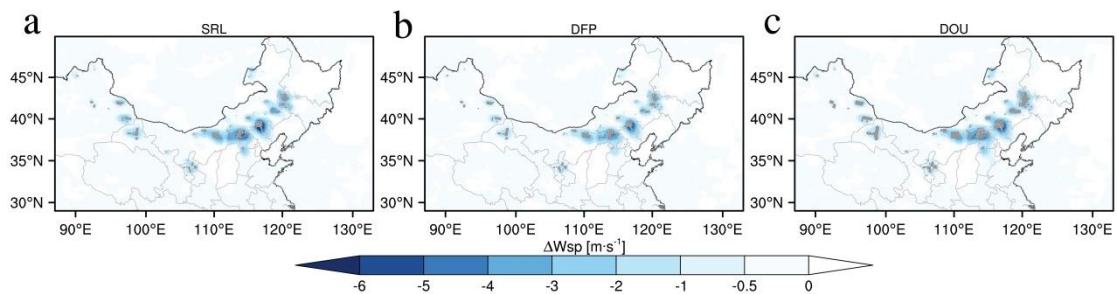 a SRL b DFP c DOU
45°N 45°N 45°N
40°N 40°N 40°N
35°N 35°N 35°N
30°N 30°N 30°N
90°E 100°E 110°E 120°E 130°E 90°E 100°E 110°E 120°E 130°E 90°E 100°E 110°E 120°E 130°E
ΔWsp [m·s⁻¹]
-6 -5 -4 -3 -2 -1 -0.5 0